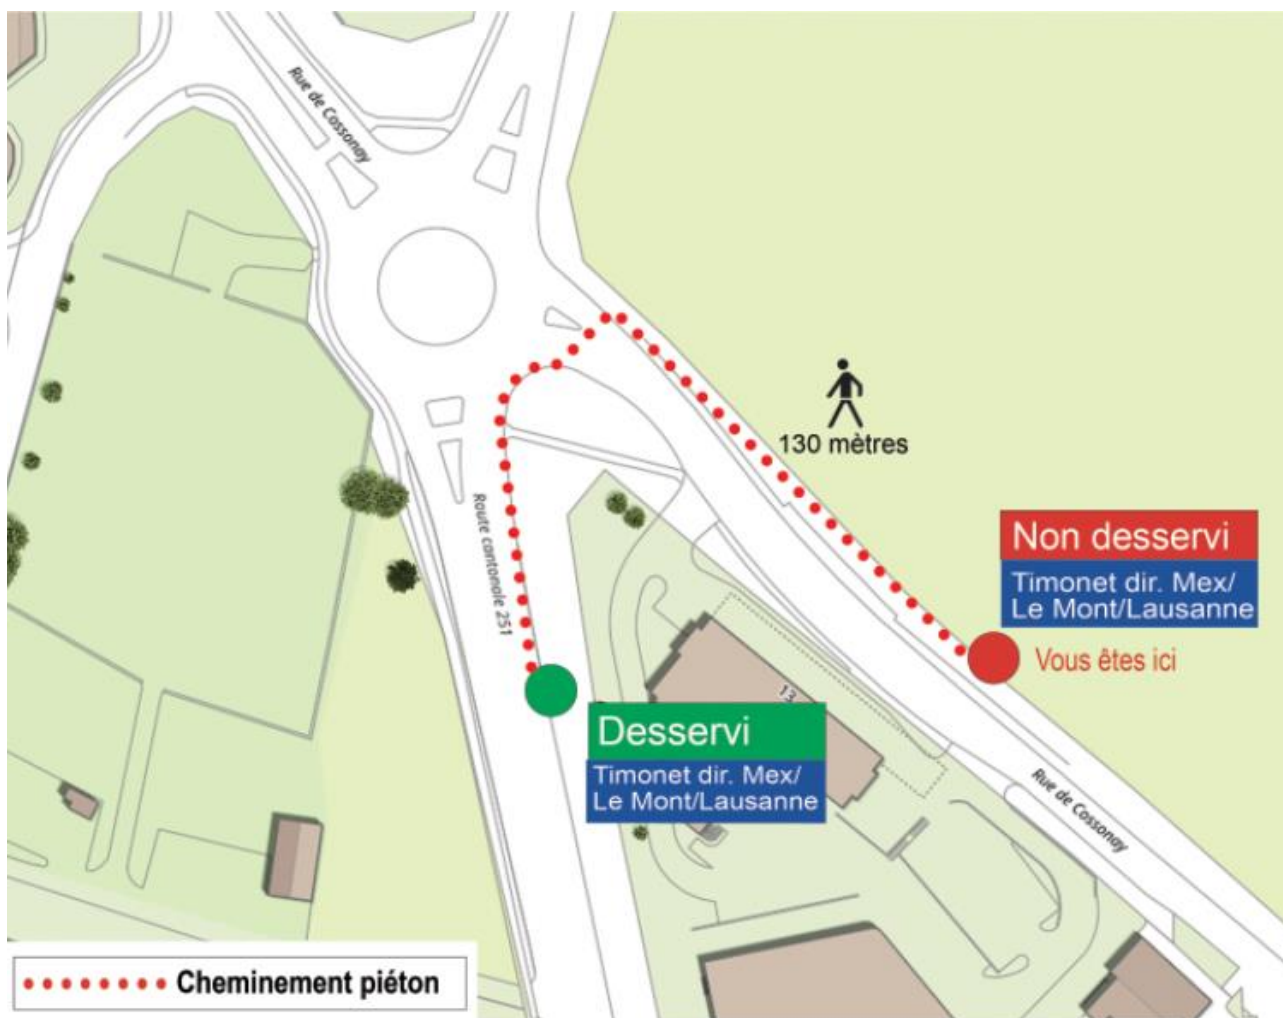 Rue de Cossonay
130 mètres
Non desservi
Timonet dir. Mex/
Le Mont/Lausanne
Vous êtes ici
Route cantonale 251
13
Desservi
Timonet dir. Mex/
Le Mont/Lausanne
Rue de Cossonay
Cheminement piéton